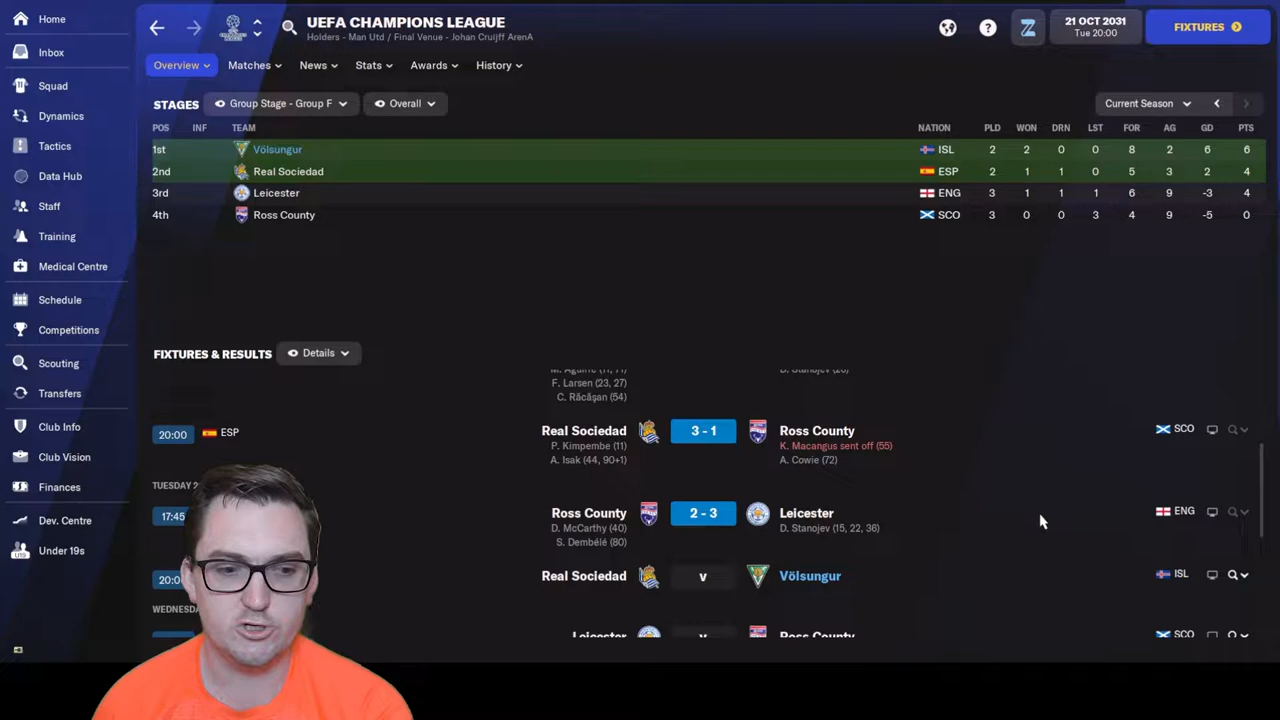 Home
UEFA CHAMPIONS LEAGUE
Holders - Man Utd / Final Venue - Johan Cruijff ArenA
21 OCT 2031
Tue 20:00
FIXTURES
Inbox
Squad
Dynamics
Tactics
Data Hub
Staff
Training
Medical Centre
Schedule
Competitions
Scouting
Transfers
Club Info
Club Vision
Finances
Dev. Centre
Under 19s
Overview Matches News Stats Awards History
STAGES Group Stage - Group F Overall Current Season
POS INF TEAM NATION PLD WON DRN LST FOR AG GD PTS
1st Völsungur ISL 2 2 0 0 8 2 6 6
2nd Real Sociedad ESP 2 1 1 0 5 3 2 4
3rd Leicester ENG 3 1 1 1 6 9 -3 4
4th Ross County SCO 3 0 0 3 4 9 -5 0
FIXTURES & RESULTS Details
F. Larsen (23, 27)
C. Răcăşan (54)
20:00 ESP Real Sociedad 3 - 1 Ross County SCO
P. Kimpembe (11) K. Macangus sent off (55)
A. Isak (44, 90+1) A. Cowie (72)
TUESDAY
17:45 Ross County 2 - 3 Leicester ENG
D. McCarthy (40) D. Stanojev (15, 22, 36)
S. Dembélé (80)
Real Sociedad v Völsungur ISL
Leicester v Ross County SCO